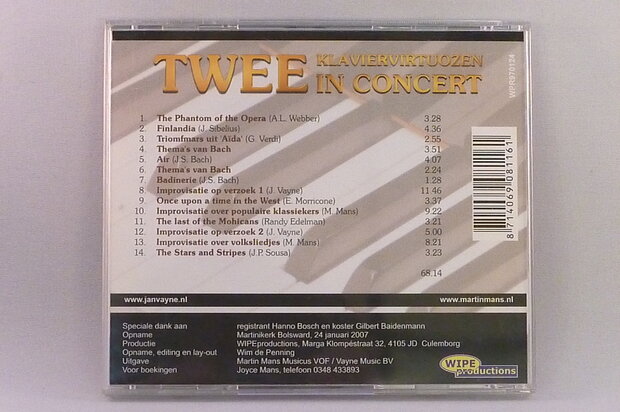 TWEE KLAVIERVIRTUOZEN
IN CONCERT
WPR970124
1. The Phantom of the Opera (A.L. Webber) 3.28
2. Finlandia (J. Sibelius) 4.36
3. Triomfmars uit 'Aïda' (G. Verdi) 2.55
4. Thema's van Bach 3.51
5. Air (J.S. Bach) 4.07
6. Thema's van Bach 2.24
7. Badinerie (J.S. Bach) 1.28
8. Improvisatie op verzoek 1 (J. Vayne) 11.46
9. Once upon a time in the West (E. Morricone) 3.37
10. Improvisatie over populaire klassiekers (M. Mans) 9.22
11. The last of the Mohicans (Randy Edelman) 3.21
12. Improvisatie op verzoek 2 (J. Vayne) 5.00
13. Improvisatie over volksliedjes (M. Mans) 8.21
14. The Stars and Stripes (J.P. Sousa) 3.23
68.14
8 714069 081161
www.janvayne.nl www.martinmans.nl
Speciale dank aan registrant Hanno Bosch en koster Gilbert Baidenmann
Opname Martinikerk Bolsward, 24 januari 2007
Productie WIPEproductions, Marga Klompéstraat 32, 4105 JD Culemborg
Opname, editing en lay-out Wim de Penning
Uitgave Martin Mans Musicus VOF / Vayne Music BV
Voor boekingen Joyce Mans, telefoon 0348 433893
WIPE
productions